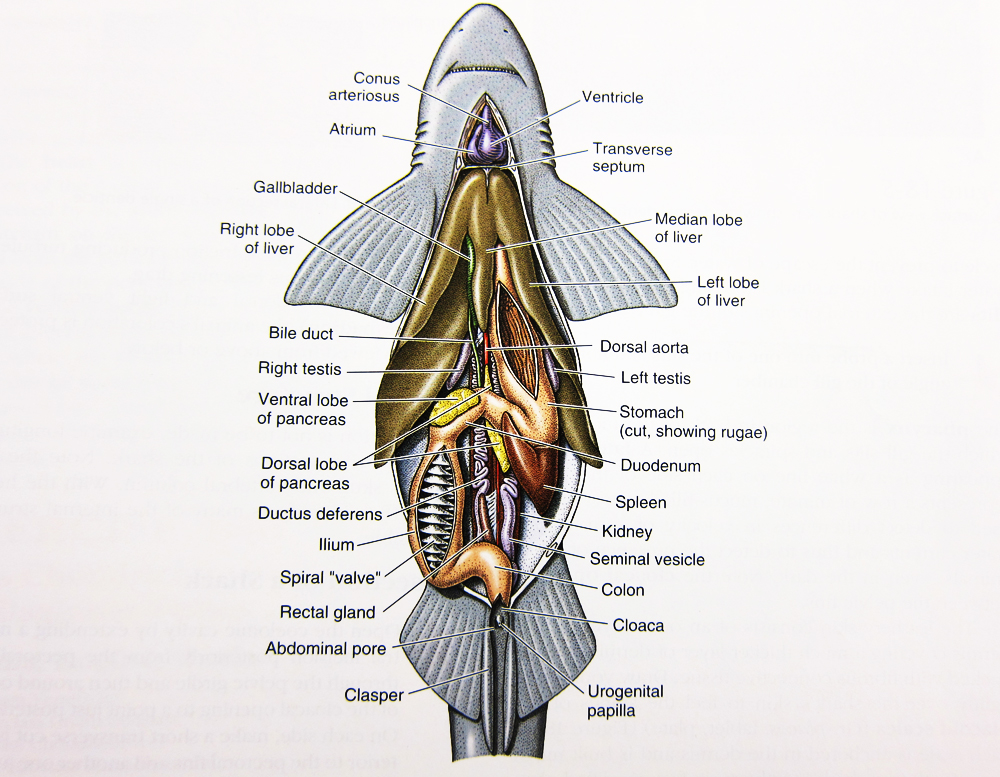 Conus
arteriosus
Ventricle
Atrium
Transverse
septum
Gallbladder
Right lobe
of liver
Median lobe
of liver
Left lobe
of liver
Bile duct
Dorsal aorta
Right testis
Left testis
Ventral lobe
of pancreas
Stomach
(cut, showing rugae)
Dorsal lobe
of pancreas
Duodenum
Spleen
Ductus deferens
Kidney
Ilium
Seminal vesicle
Spiral "valve"
Colon
Rectal gland
Cloaca
Abdominal pore
Clasper
Urogenital
papilla